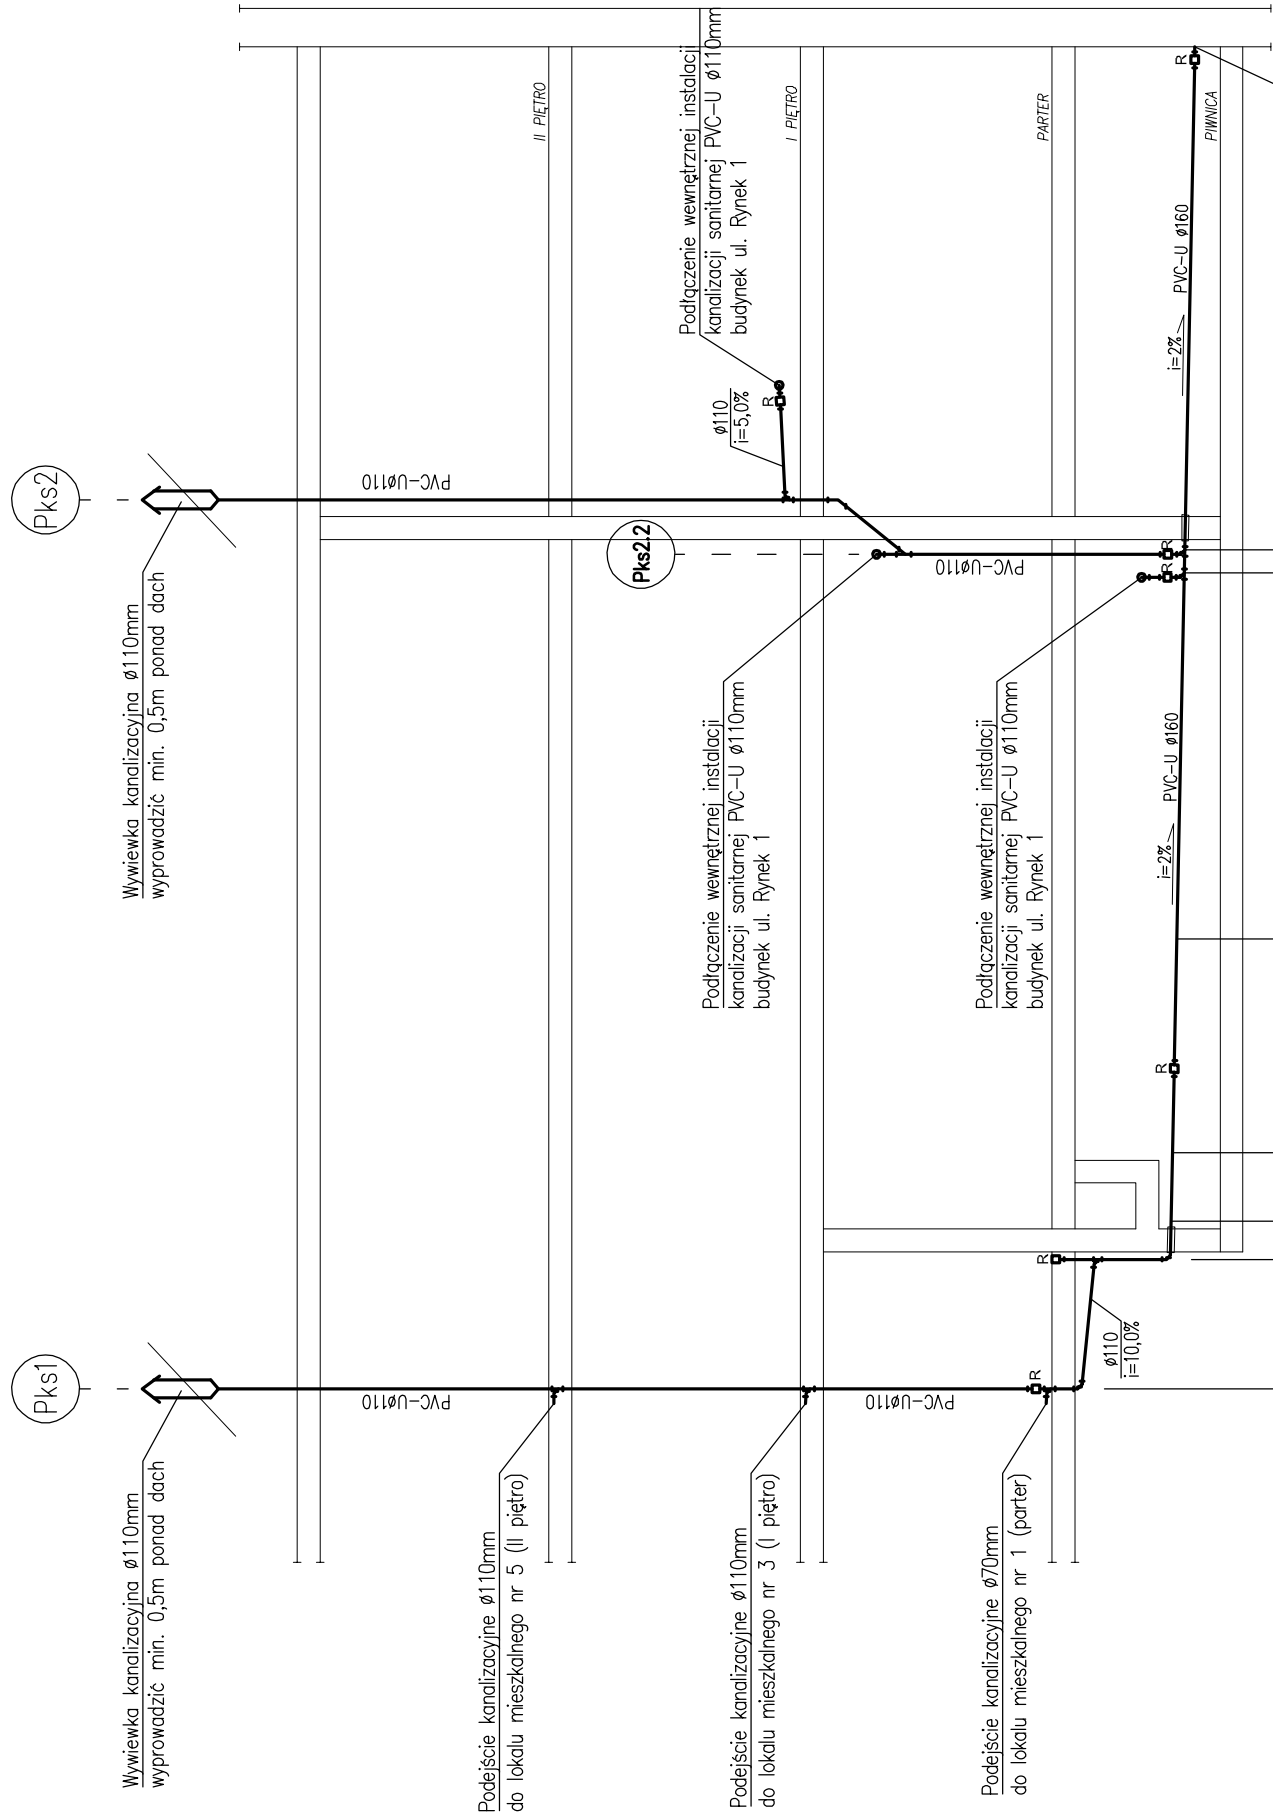 Pks1
Wywiewka kanalizacyjna ø110mm
wyprowadzić min. 0,5m ponad dach
PVC-Uø110
Podejście kanalizacyjne ø110mm
do lokalu mieszkalnego nr 5 (II piętro)
Podejście kanalizacyjne ø110mm
do lokalu mieszkalnego nr 3 (I piętro)
PVC-Uø110
Podejście kanalizacyjne ø70mm
do lokalu mieszkalnego nr 1 (parter)
R
R
ø110
i=10,0%
R
i=2%
PVC-U ø160
Pks2
Wywiewka kanalizacyjna ø110mm
wyprowadzić min. 0,5m ponad dach
PVC-Uø110
Pks2.2
PVC-Uø110
Podłączenie wewnętrznej instalacji
kanalizacji sanitarnej PVC-U ø110mm
budynek ul. Rynek 1
Podłączenie wewnętrznej instalacji
kanalizacji sanitarnej PVC-U ø110mm
budynek ul. Rynek 1
R
R
ø110
i=5,0%
R
Podłączenie wewnętrznej instalacji
kanalizacji sanitarnej PVC-U ø110mm
budynek ul. Rynek 1
i=2%
PVC-U ø160
R
II PIĘTRO
I PIĘTRO
PARTER
PIWNICA